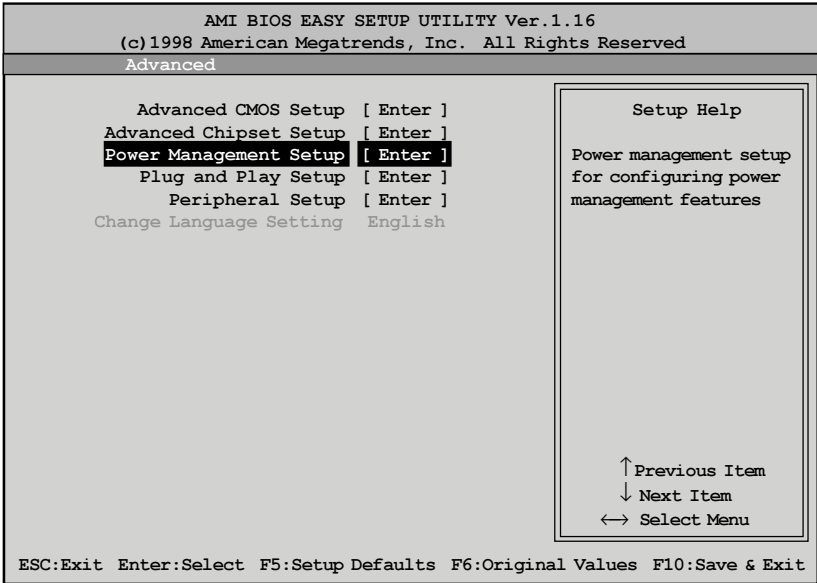 AMI BIOS EASY SETUP UTILITY Ver.1.16
(c)1998 American Megatrends, Inc. All Rights Reserved
Advanced
Advanced CMOS Setup [ Enter ]
Advanced Chipset Setup [ Enter ]
Power Management Setup [ Enter ]
Plug and Play Setup [ Enter ]
Peripheral Setup [ Enter ]
Change Language Setting English
Setup Help
Power management setup
for configuring power
management features
↑Previous Item
↓ Next Item
↔ Select Menu
ESC:Exit Enter:Select F5:Setup Defaults F6:Original Values F10:Save & Exit